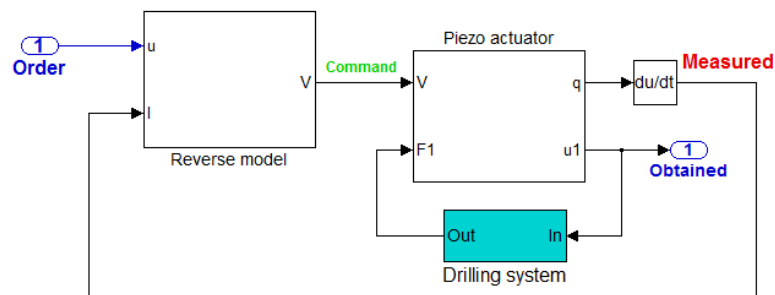 1
Order
u
I
V
Reverse model
Command
Piezo actuator
V
F1
q
u1
du/dt
Measured
1
Obtained
Out
In
Drilling system